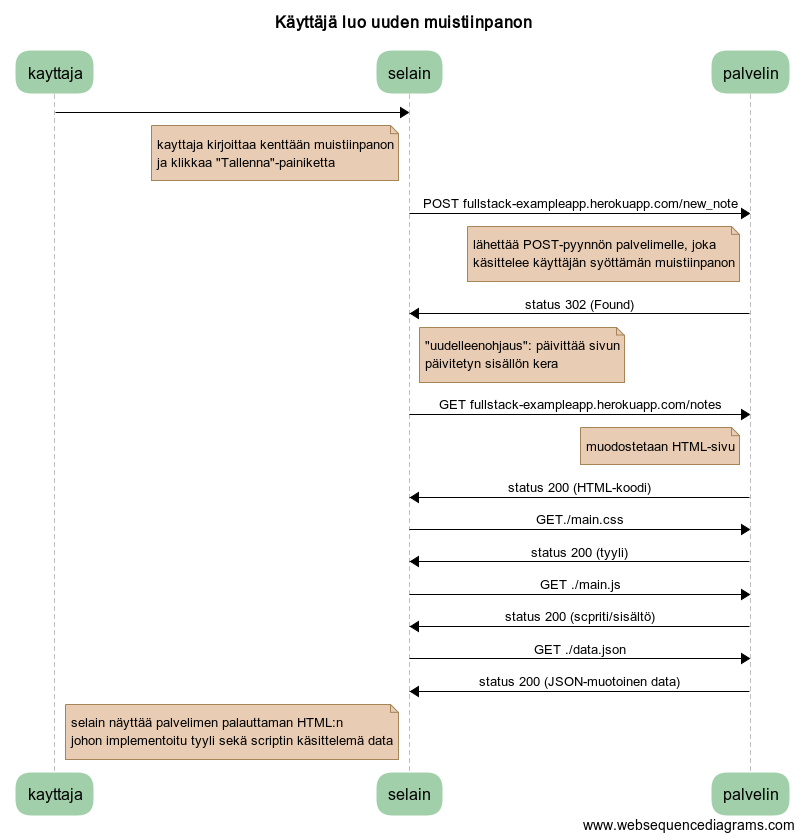 Käyttäjä luo uuden muistiinpanon
kayttaja
selain
palvelin
kayttaja kirjoittaa kenttään muistiinpanon
ja klikkaa "Tallenna"-painiketta
POST fullstack-exampleapp.herokuapp.com/new_note
lähettää POST-pyynnön palvelimelle, joka
käsittelee käyttäjän syöttämän muistiinpanon
status 302 (Found)
"uudelleenohjaus": päivittää sivun
päivitetyn sisällön kera
GET fullstack-exampleapp.herokuapp.com/notes
muodostetaan HTML-sivu
status 200 (HTML-koodi)
GET./main.css
status 200 (tyyli)
GET ./main.js
status 200 (scpriti/sisältö)
GET ./data.json
status 200 (JSON-muotoinen data)
selain näyttää palvelimen palauttaman HTML:n
johon implementoitu tyyli sekä scriptin käsittelemä data
kayttaja
selain
palvelin
www.websequencediagrams.com